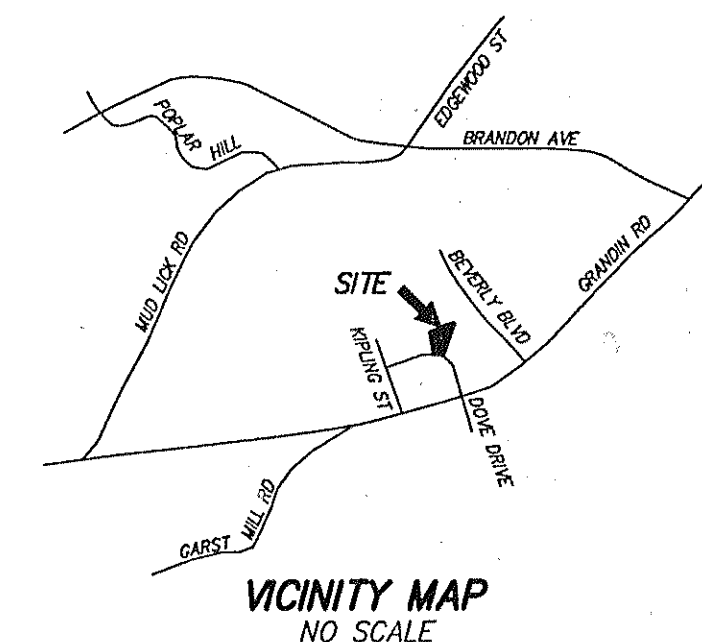 EDGEWOOD ST
POPLAR
HILL
BRANDON AVE
MUD LICK RD
GRANDIN RD
BEVERLY BLVD
SITE
KIPLING ST
DOVE DRIVE
GARST
MILL RD
VICINITY MAP
NO SCALE